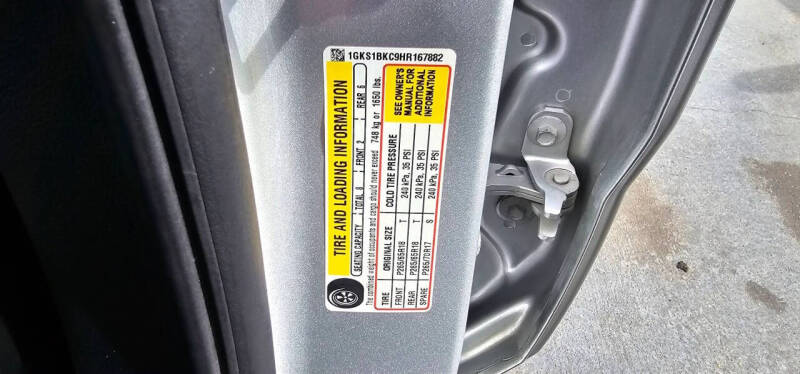 1GKS1BKC9HR167882
TIRE AND LOADING INFORMATION
SEATING CAPACITY TOTAL 8 FRONT 2 REAR 6
The combined weight of occupants and cargo should never exceed 748 kg or 1650 lbs.
TIRE ORIGINAL SIZE COLD TIRE PRESSURE
FRONT P265/65R18 T 240 kPa, 35 PSI
REAR P265/65R18 T 240 kPa, 35 PSI
SPARE P265/70R17 S 240 kPa, 35 PSI
SEE OWNER'S
MANUAL FOR
ADDITIONAL
INFORMATION